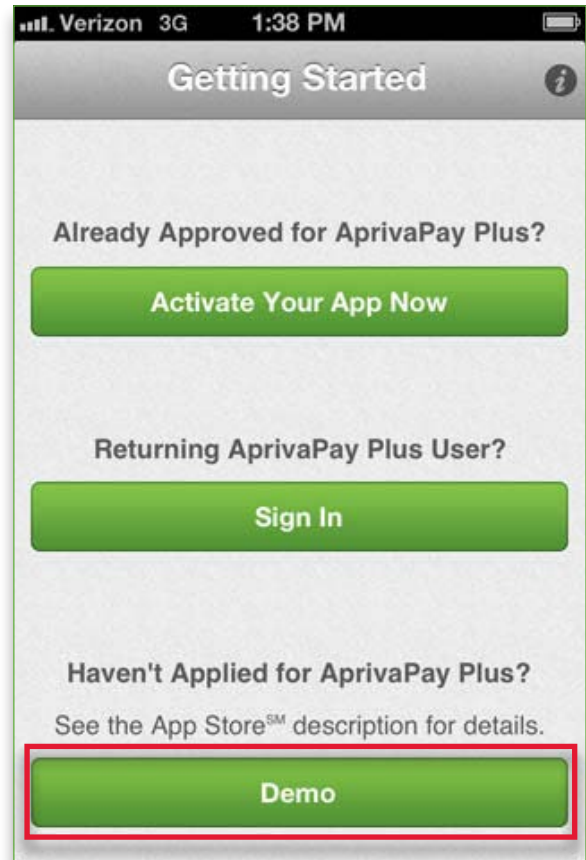 Verizon 3G 1:38 PM
Getting Started i
Already Approved for AprivaPay Plus?
Activate Your App Now
Returning AprivaPay Plus User?
Sign In
Haven't Applied for AprivaPay Plus?
See the App Store℠ description for details.
Demo